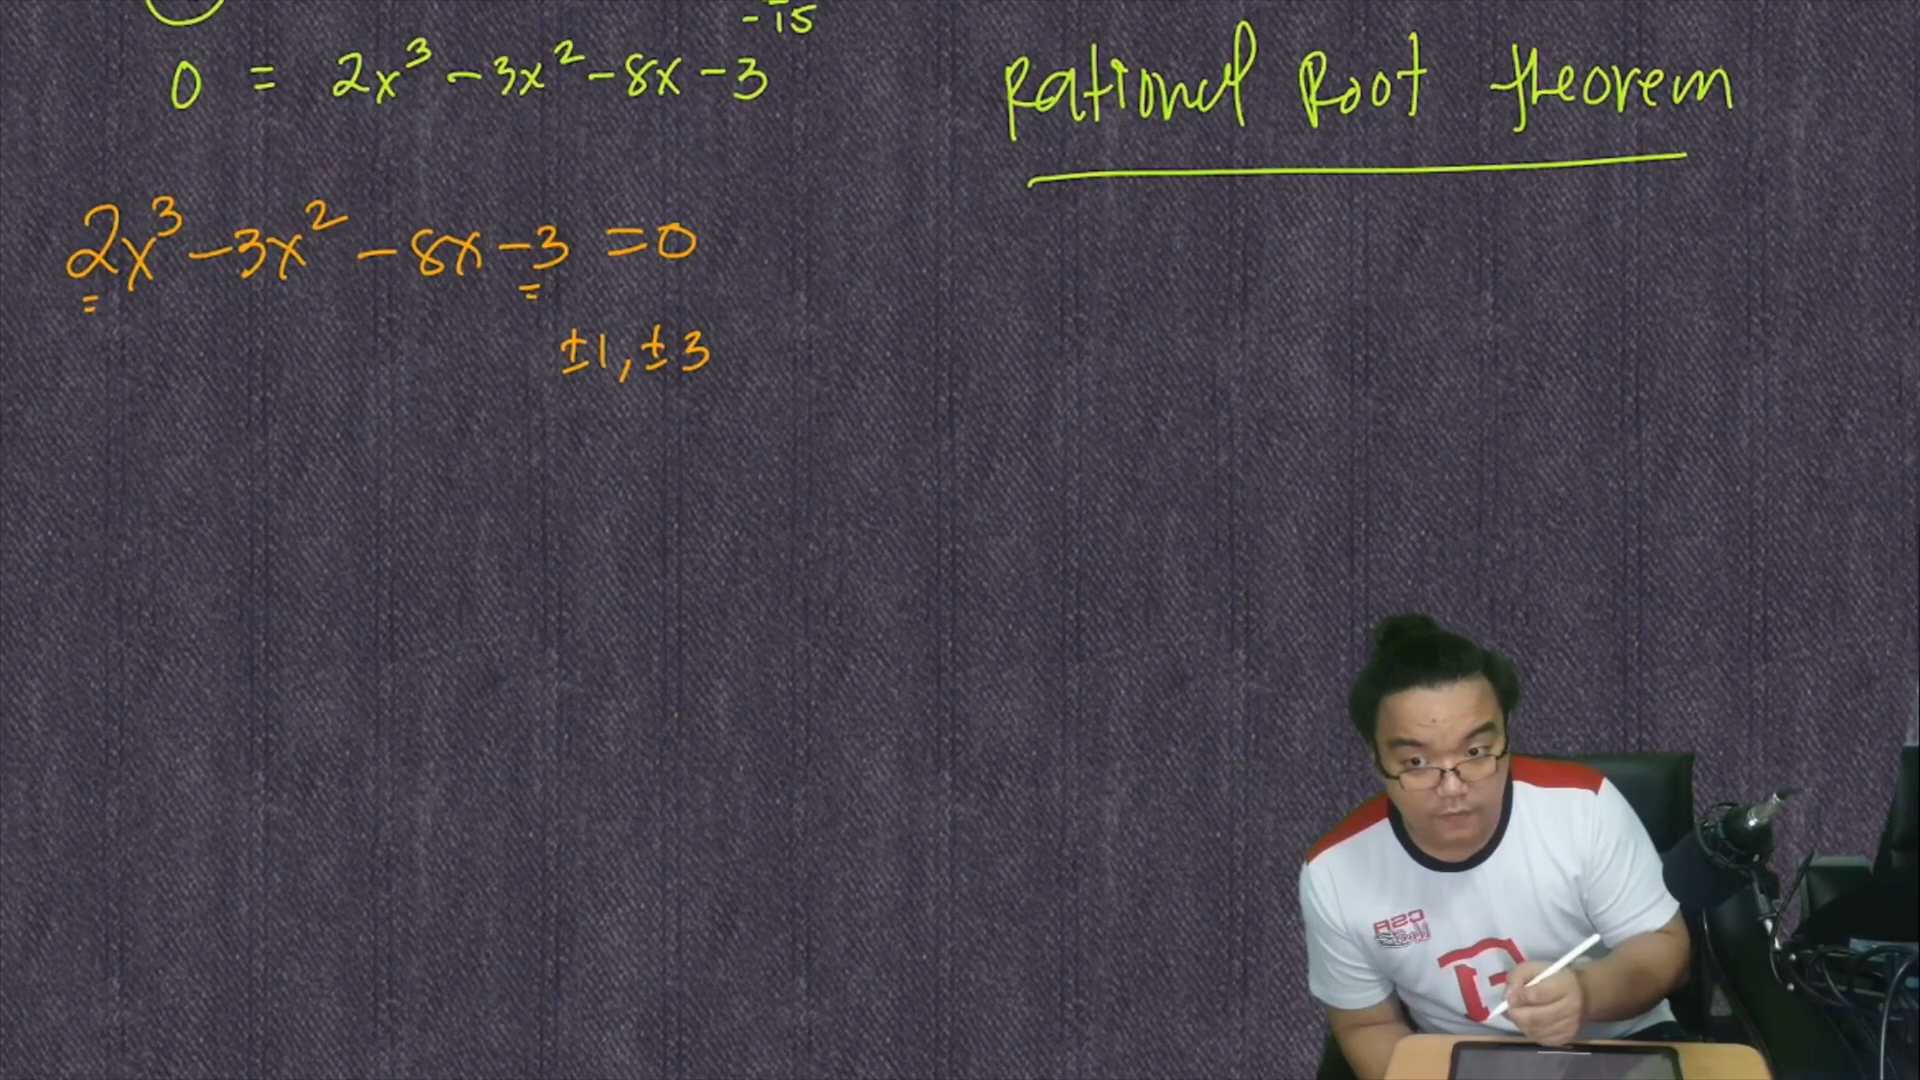 -15
0 = 2x³ - 3x² - 8x - 3
Rational Root theorem
2x³ - 3x² - 8x - 3 = 0
±1, ±3